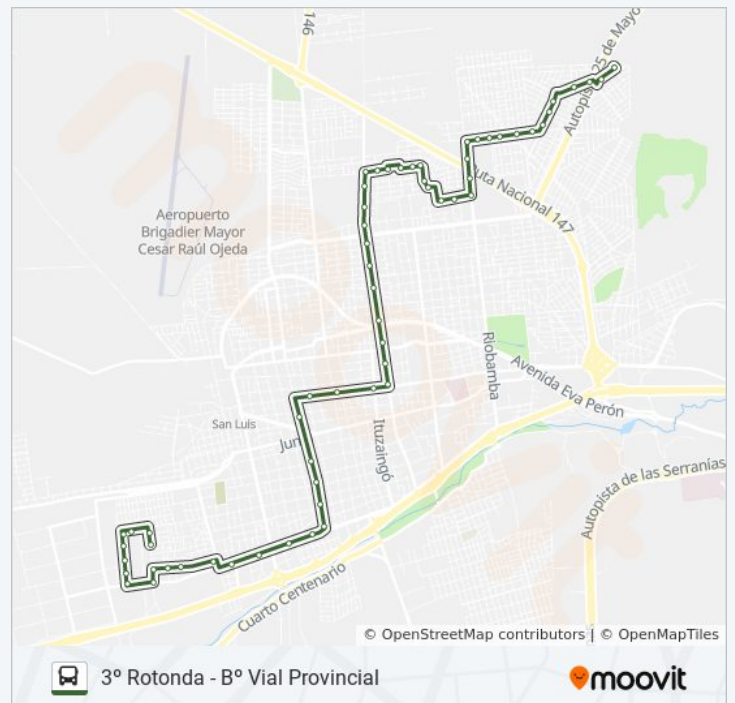 146
Autopista 25 de Mayo
Ruta Nacional 147
Aeropuerto
Brigadier Mayor
Cesar Raúl Ojeda
Riobamba
Avenida Eva Perón
San Luis
Jun
Ituzaingó
Autopista de las Serranías
Cuarto Centenario
© OpenStreetMap contributors | © OpenMapTiles
3º Rotonda - Bº Vial Provincial
moovit